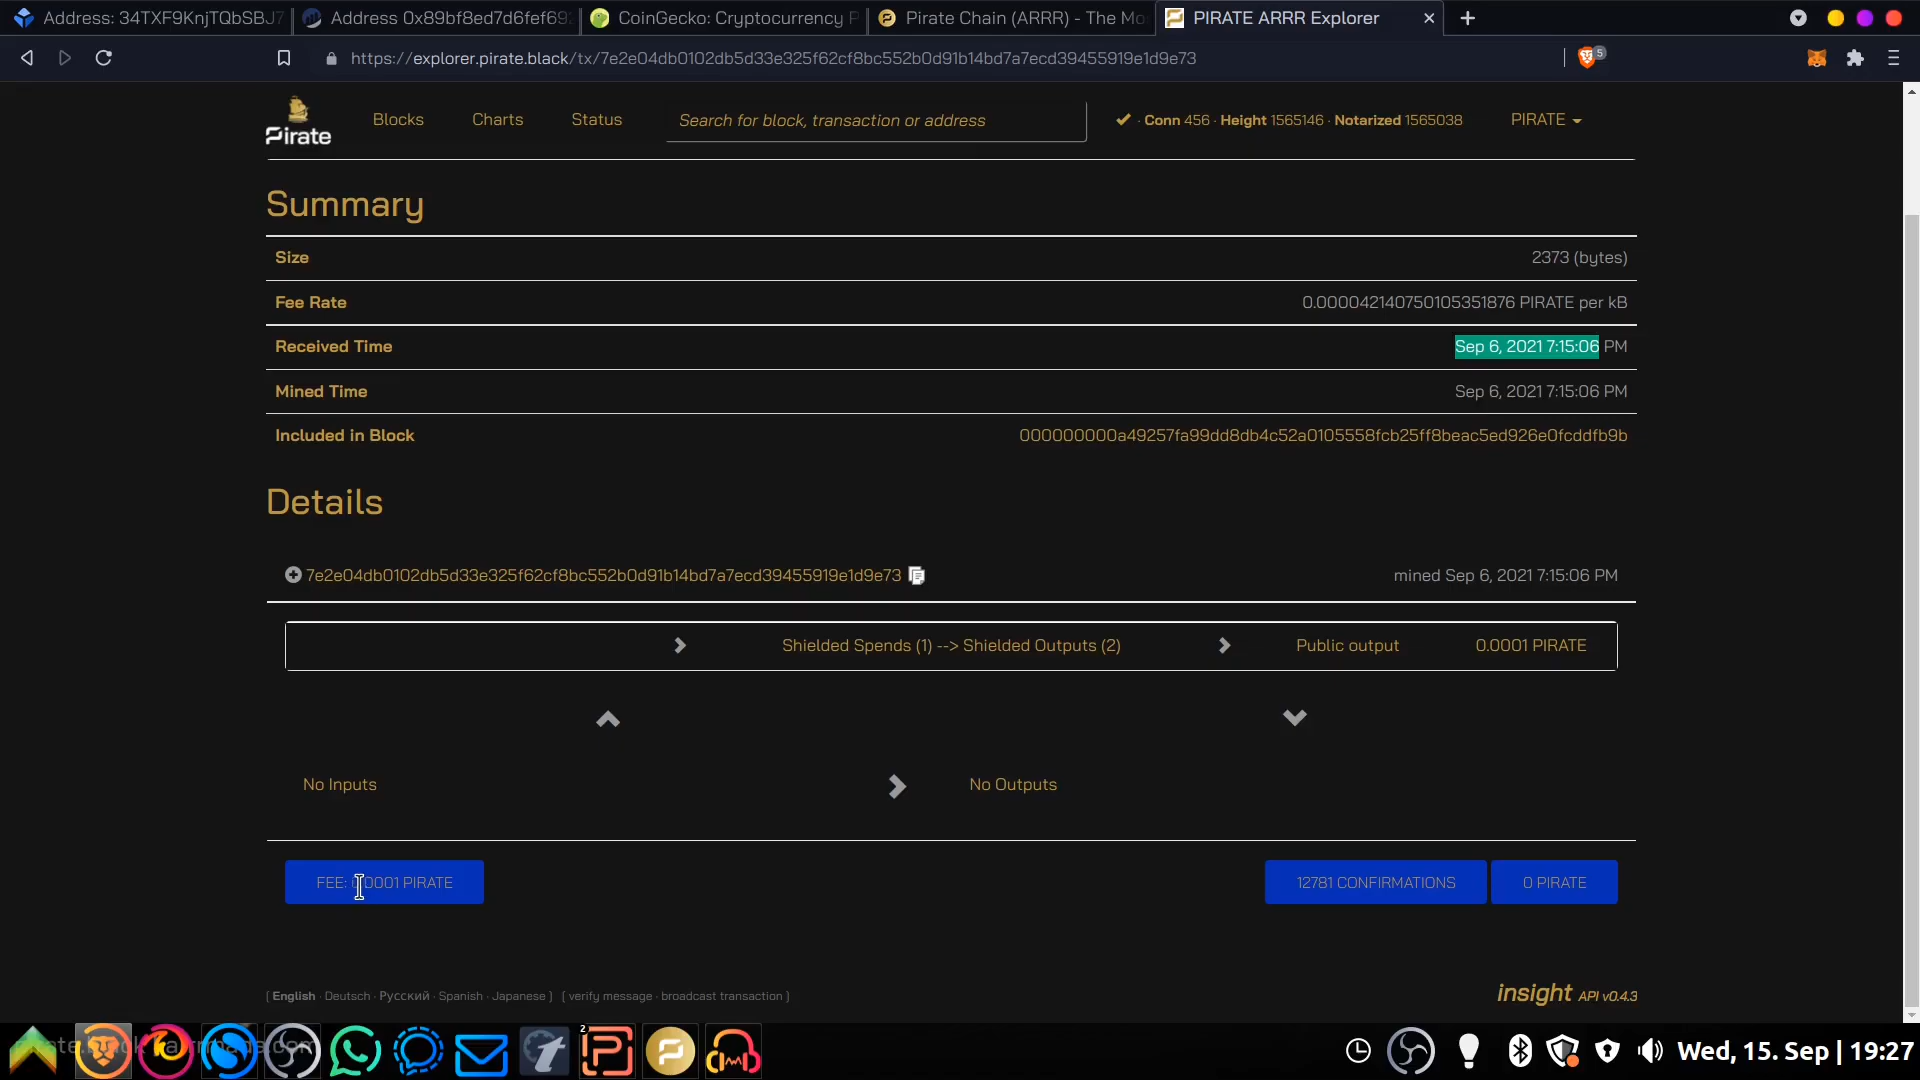 Address: 34TXF9KnjTQbSBJ7
Address 0x89bf8ed7d6fef692
CoinGecko: Cryptocurrency P
Pirate Chain (ARRR) - The Mo
PIRATE ARRR Explorer
https://explorer.pirate.black/tx/7e2e04db0102db5d33e325f62cf8bc552b0d91b14bd7a7ecd39455919e1d9e73
5
Pirate
Blocks
Charts
Status
Search for block, transaction or address
· Conn 456 · Height 1565146 · Notarized 1565038
PIRATE
Summary
Size 2373 (bytes)
Fee Rate 0.000042140750105351876 PIRATE per kB
Received Time Sep 6, 2021 7:15:06 PM
Mined Time Sep 6, 2021 7:15:06 PM
Included in Block 000000000a49257fa99dd8db4c52a0105558fcb25ff8beac5ed926e0fcddfb9b
Details
7e2e04db0102db5d33e325f62cf8bc552b0d91b14bd7a7ecd39455919e1d9e73 mined Sep 6, 2021 7:15:06 PM
Shielded Spends (1) --> Shielded Outputs (2) Public output 0.0001 PIRATE
No Inputs No Outputs
FEE: 0.0001 PIRATE 12781 CONFIRMATIONS 0 PIRATE
[ English · Deutsch · Русский · Spanish · Japanese ] [ verify message · broadcast transaction ]
insight API v0.4.3
2
Wed, 15. Sep | 19:27